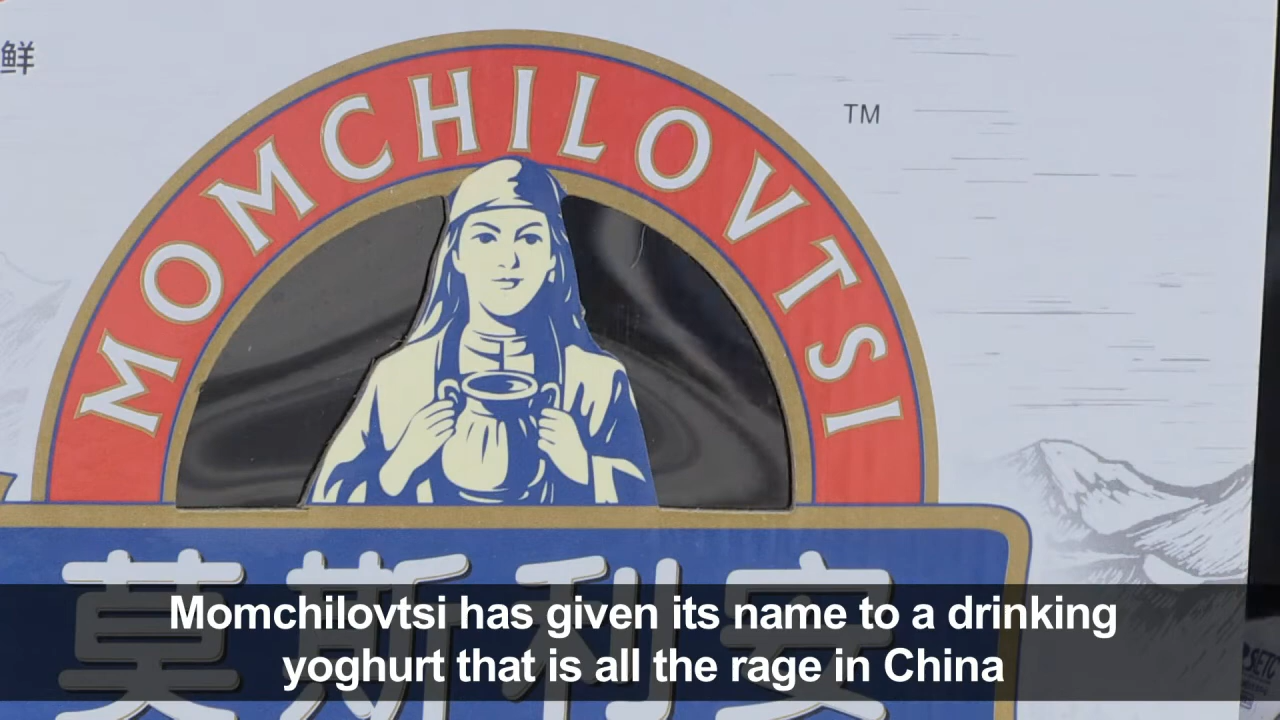 鲜
MOMCHILOVTSI
TM
莫斯利安
Momchilovtsi has given its name to a drinking
yoghurt that is all the rage in China